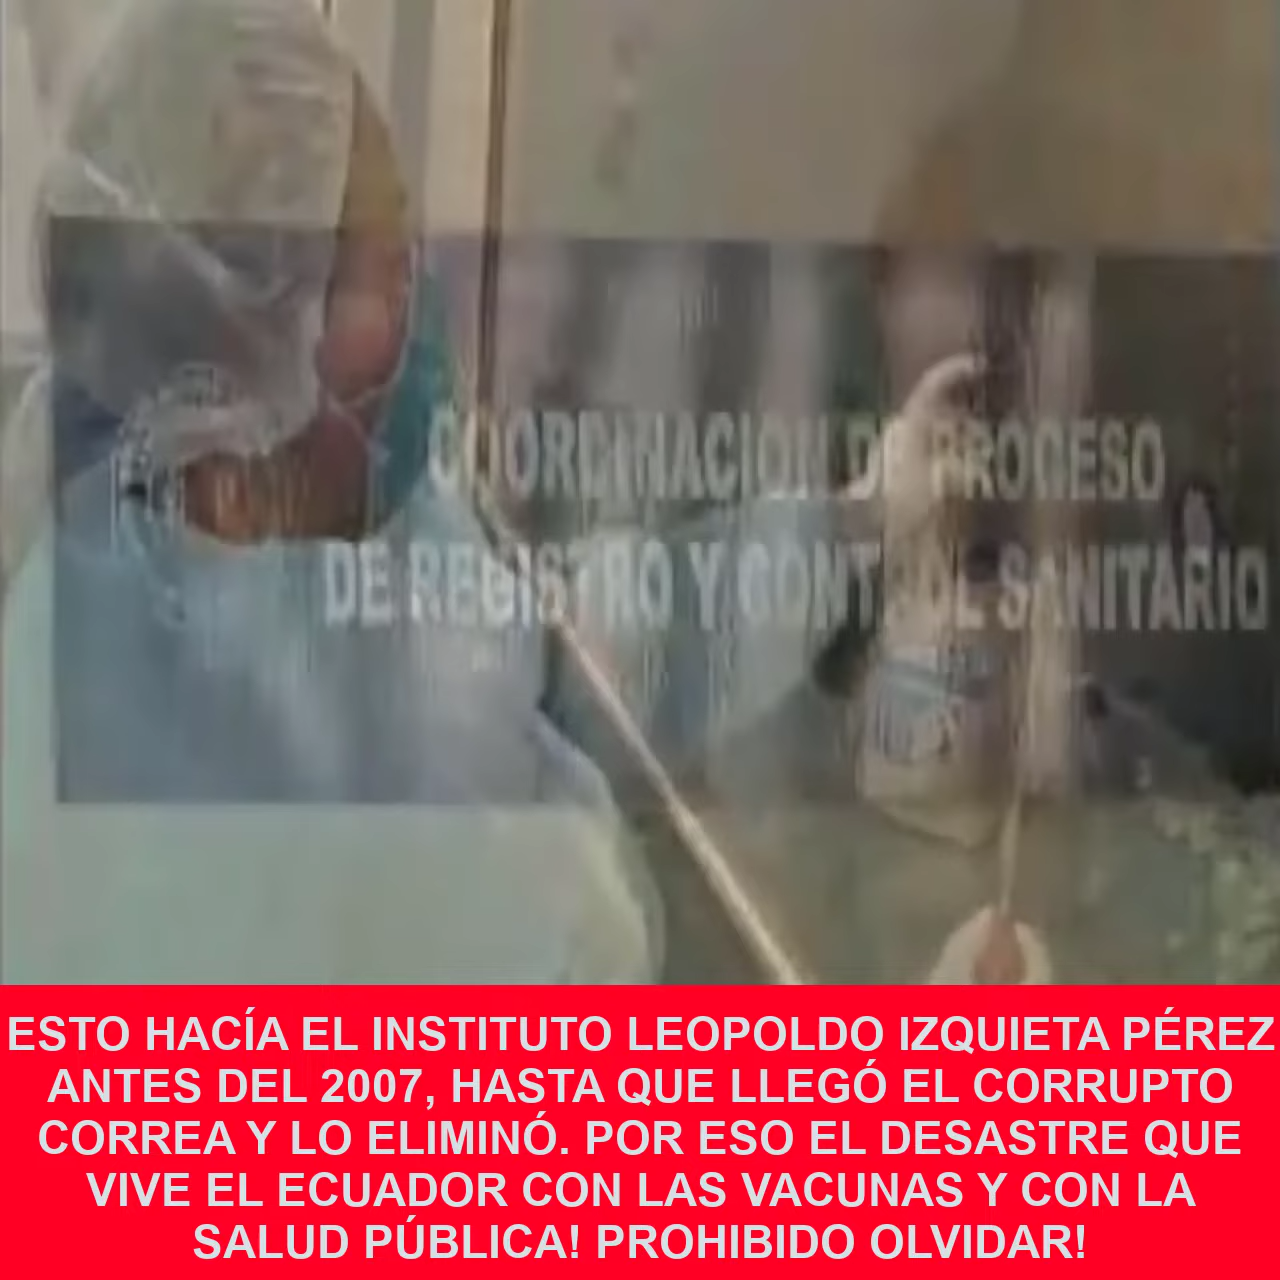 COORDINACION DE PROCESO
DE REGISTRO Y CONTROL SANITARIO
ESTO HACÍA EL INSTITUTO LEOPOLDO IZQUIETA PÉREZ
ANTES DEL 2007, HASTA QUE LLEGÓ EL CORRUPTO
CORREA Y LO ELIMINÓ. POR ESO EL DESASTRE QUE
VIVE EL ECUADOR CON LAS VACUNAS Y CON LA
SALUD PÚBLICA! PROHIBIDO OLVIDAR!